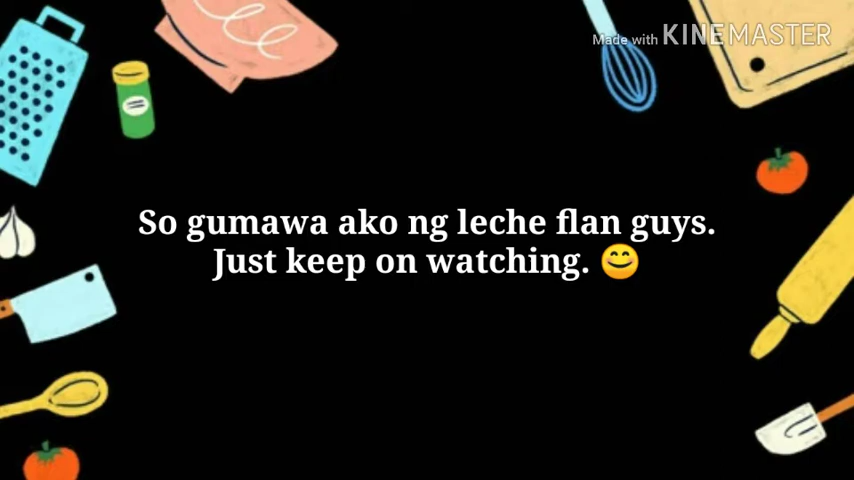 Made with KINEMASTER
So gumawa ako ng leche flan guys.
Just keep on watching. 😊